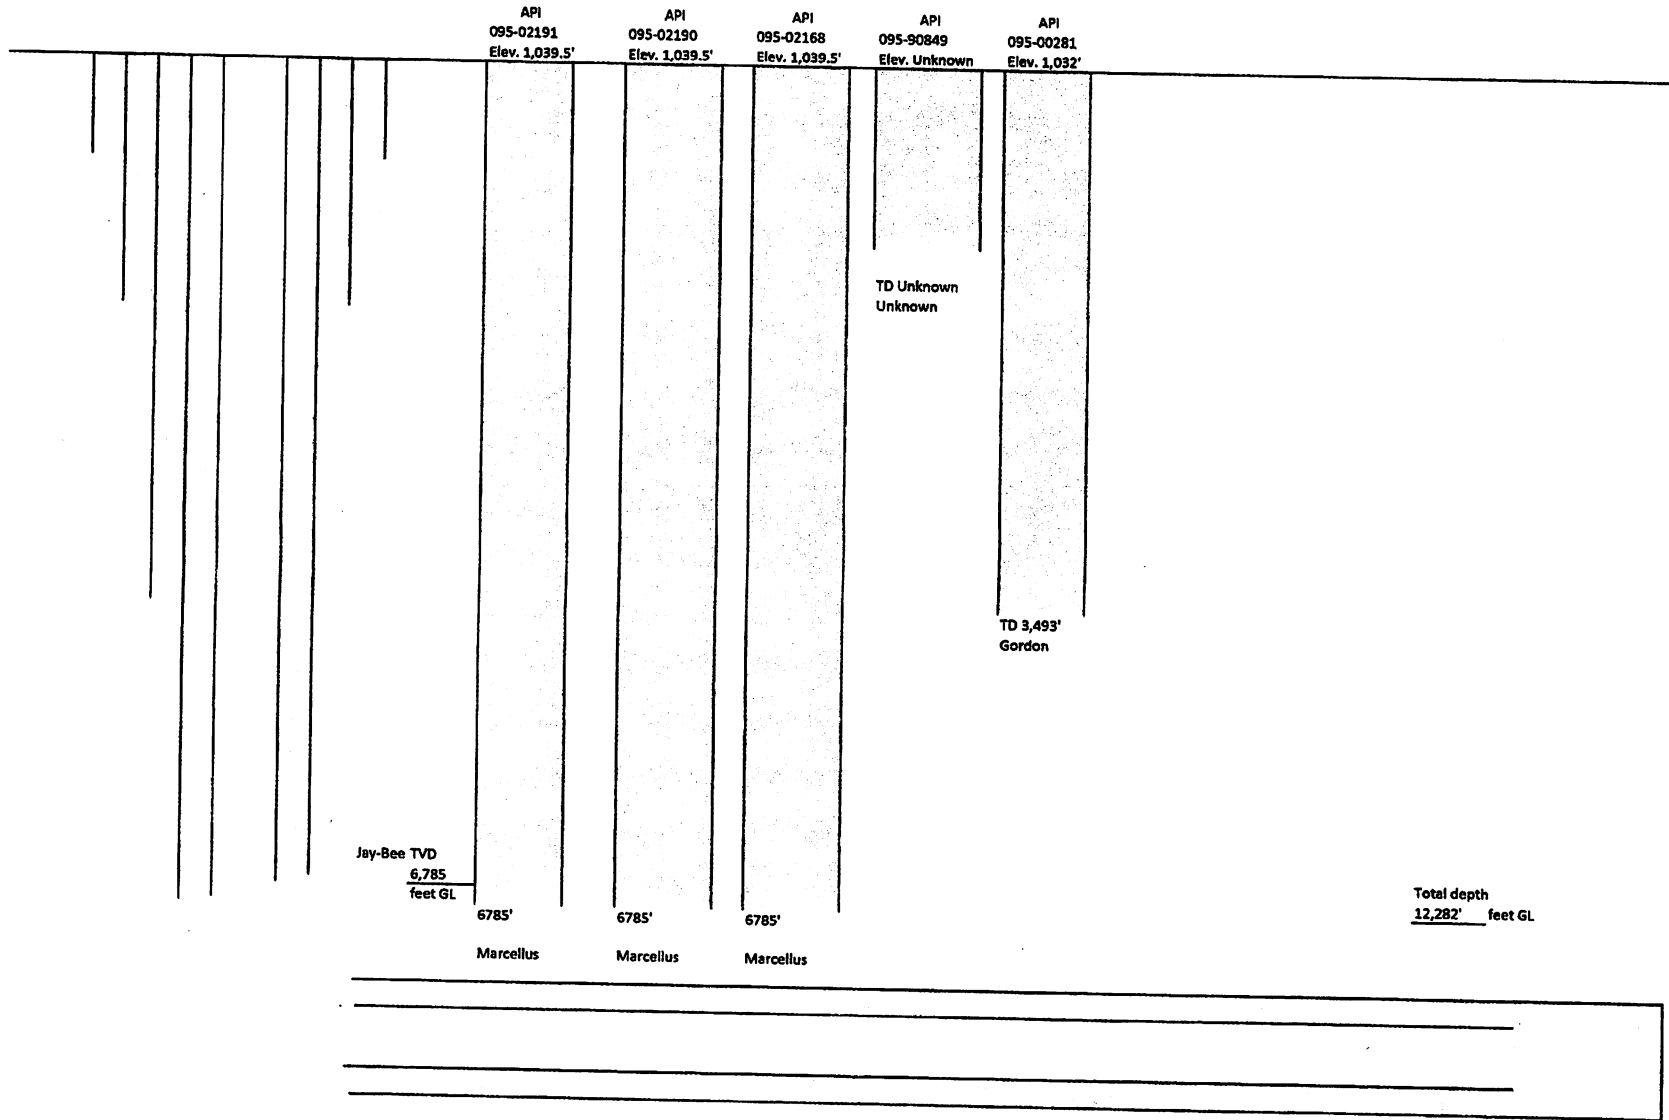 API
095-02191
Elev. 1,039.5'
API
095-02190
Elev. 1,039.5'
API
095-02168
Elev. 1,039.5'
API
095-90849
Elev. Unknown
API
095-00281
Elev. 1,032'
TD Unknown
Unknown
TD 3,493'
Gordon
Jay-Bee TVD
6,785
feet GL
6785'
Marcellus
6785'
Marcellus
6785'
Marcellus
Total depth
12,282' feet GL